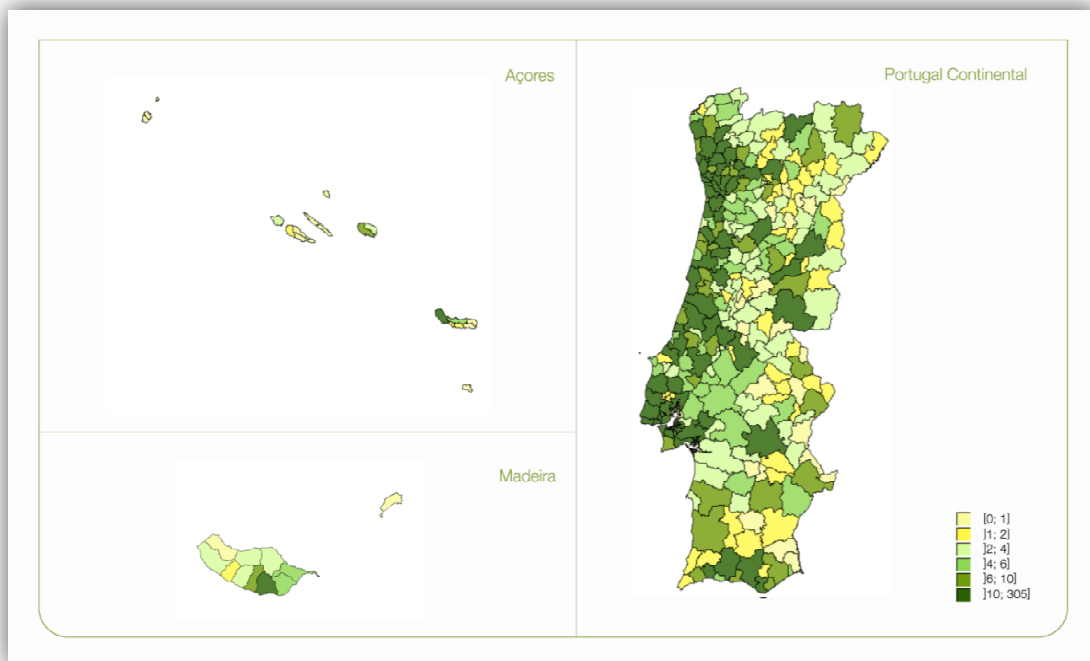 Açores
Portugal Continental
Madeira
]0; 1]
]1; 2]
]2; 4]
]4; 6]
]6; 10]
]10; 305]